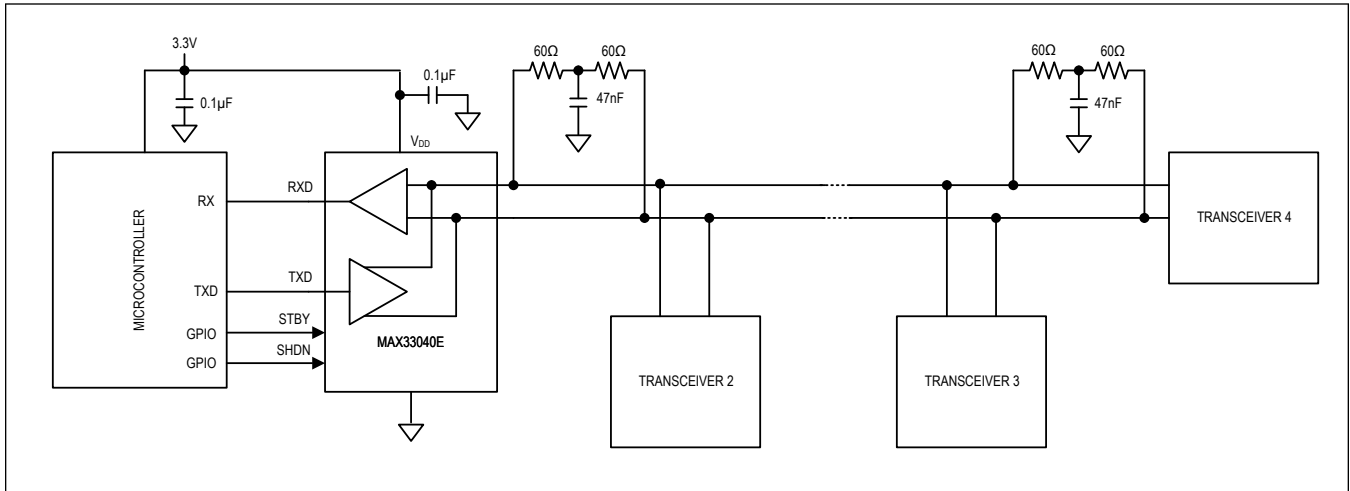 3.3V
0.1µF
0.1µF
60Ω 60Ω
47nF
60Ω 60Ω
47nF
V_DD
MICROCONTROLLER
RX
TXD
GPIO
GPIO
RXD
TXD
STBY
SHDN
MAX33040E
TRANSCEIVER 2
TRANSCEIVER 3
TRANSCEIVER 4